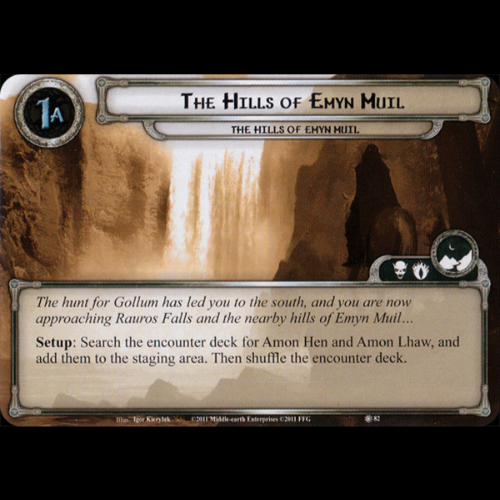 1A
THE HILLS OF EMYN MUIL
THE HILLS OF EMYN MUIL
The hunt for Gollum has led you to the south, and you are now
approaching Rauros Falls and the nearby hills of Emyn Muil…
Setup: Search the encounter deck for Amon Hen and Amon Lhaw, and
add them to the staging area. Then shuffle the encounter deck.
Illus. Igor Kieryluk ©2011 Middle-earth Enterprises ©2011 FFG 82